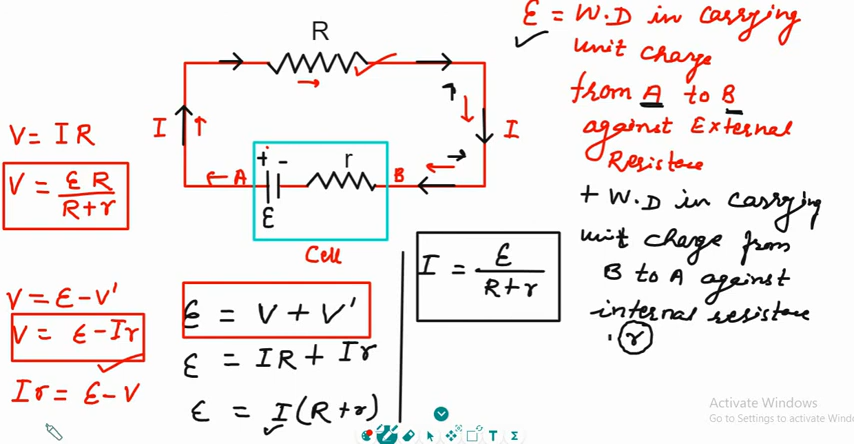 R
I
I
A
+ -
r
B
ε
Cell
V = IR
V = εR / R+r
V = ε - V'
V = ε - Ir
Ir = ε - V
ε = V + V'
ε = IR + Ir
ε = I(R+r)
I = ε / R+r
ε = W.D in carrying
unit charge
from A to B
against External
Resistance
+ W.D in carrying
unit charge from
B to A against
internal resistance
r
T Σ
Activate Windows
Go to Settings to activate Win